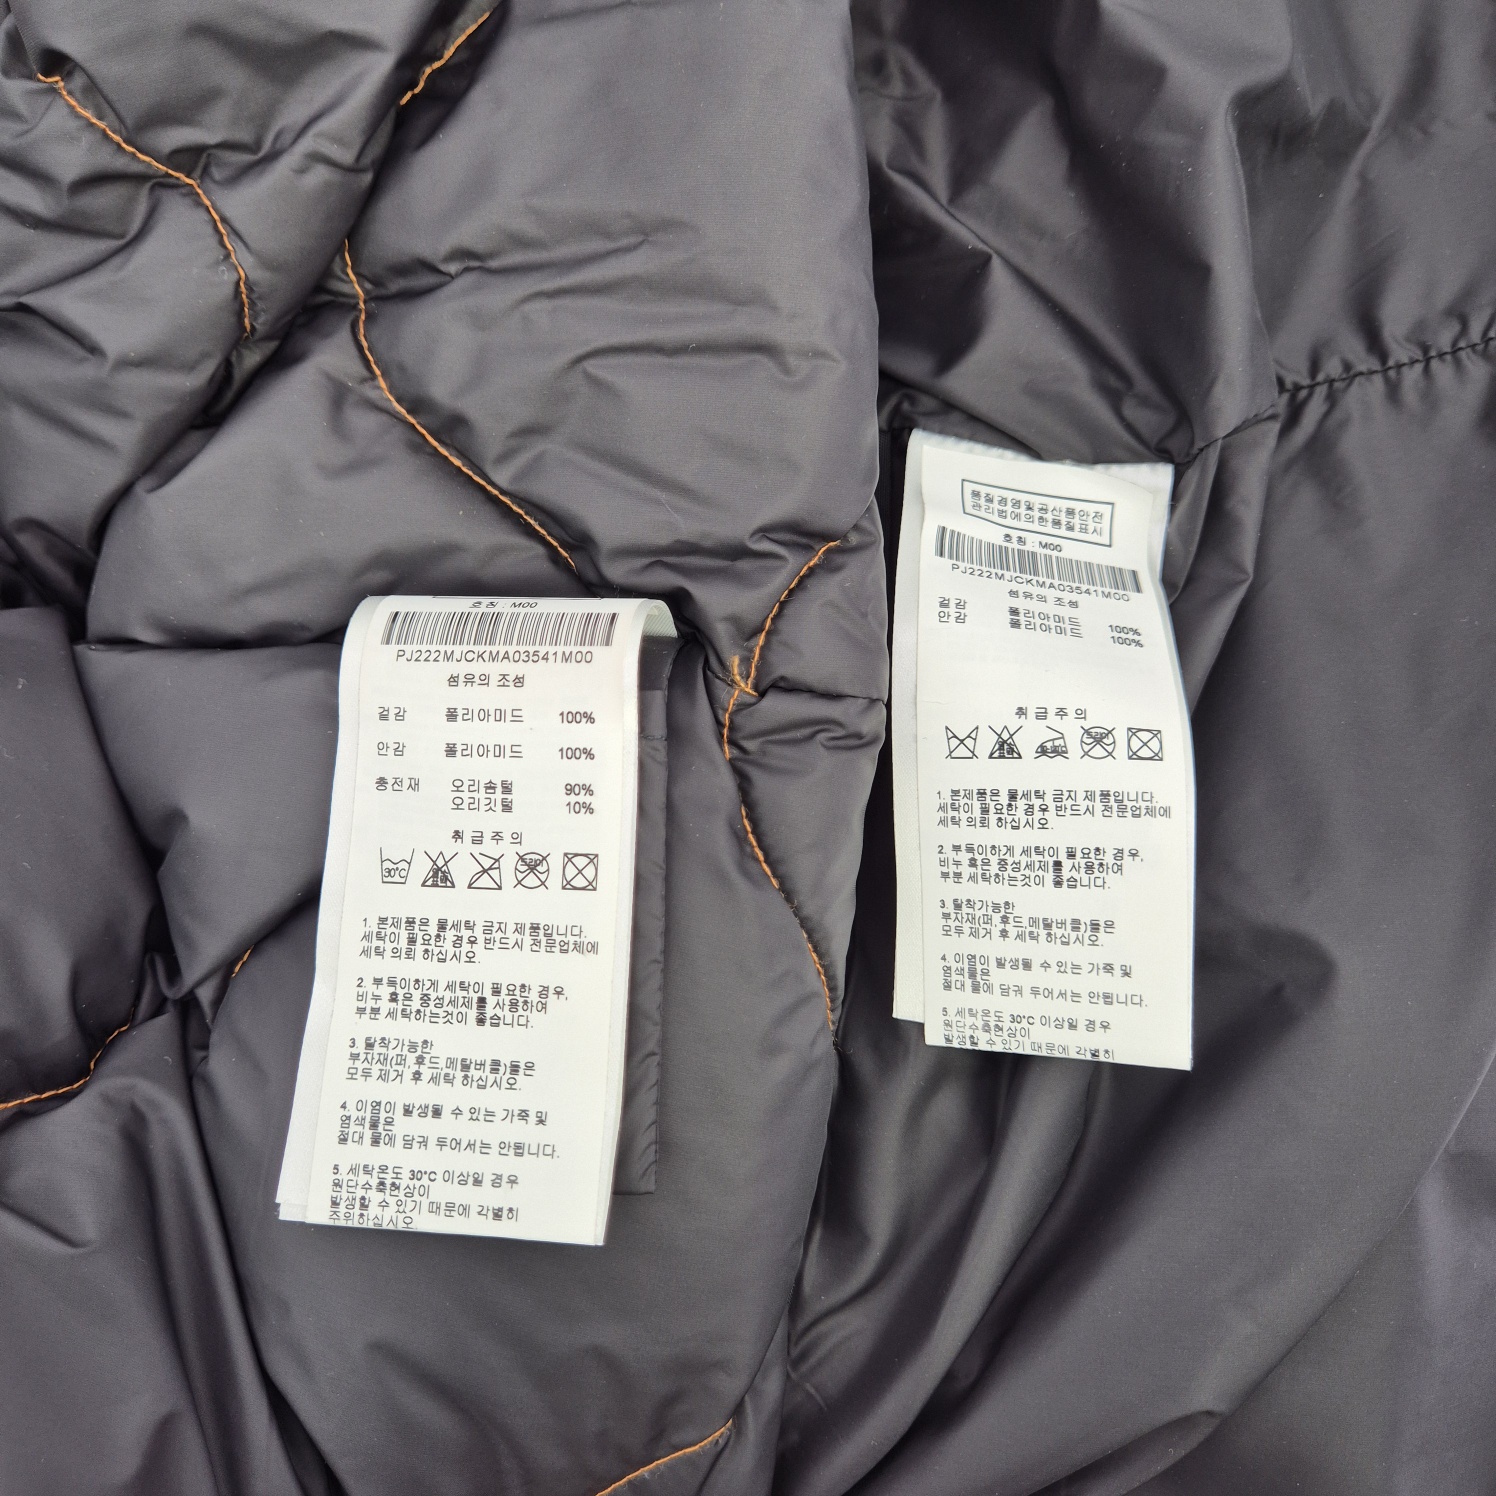 호칭 : M00
PJ222MJCKMA03541M00
섬유의 조성
겉감 폴리아미드 100%
안감 폴리아미드 100%
충전재 오리솜털 90%
오리깃털 10%
취급주의
30°C 드라이
1. 본제품은 물세탁 금지 제품입니다.
세탁이 필요한 경우 반드시 전문업체에
세탁 의뢰 하십시오.
2. 부득이하게 세탁이 필요한 경우,
비누 혹은 중성세제를 사용하여
부분 세탁하는것이 좋습니다.
3. 탈착가능한
부자재(퍼,후드,메탈버클)들은
모두 제거 후 세탁 하십시오.
4. 이염이 발생될 수 있는 가죽 및
염색물은
절대 물에 담궈 두어서는 안됩니다.
5. 세탁온도 30°C 이상일 경우
원단수축현상이
발생할 수 있기 때문에 각별히
주위하십시오.
품질경영및공산품안전
관리법에의한품질표시
호칭 : M00
PJ222MJCKMA03541M00
섬유의 조성
겉감 폴리아미드 100%
안감 폴리아미드 100%
취급주의
드라이
1. 본제품은 물세탁 금지 제품입니다.
세탁이 필요한 경우 반드시 전문업체에
세탁 의뢰 하십시오.
2. 부득이하게 세탁이 필요한 경우,
비누 혹은 중성세제를 사용하여
부분 세탁하는것이 좋습니다.
3. 탈착가능한
부자재(퍼,후드,메탈버클)들은
모두 제거 후 세탁 하십시오.
4. 이염이 발생될 수 있는 가죽 및
염색물은
절대 물에 담궈 두어서는 안됩니다.
5. 세탁온도 30°C 이상일 경우
원단수축현상이
발생할 수 있기 때문에 각별히